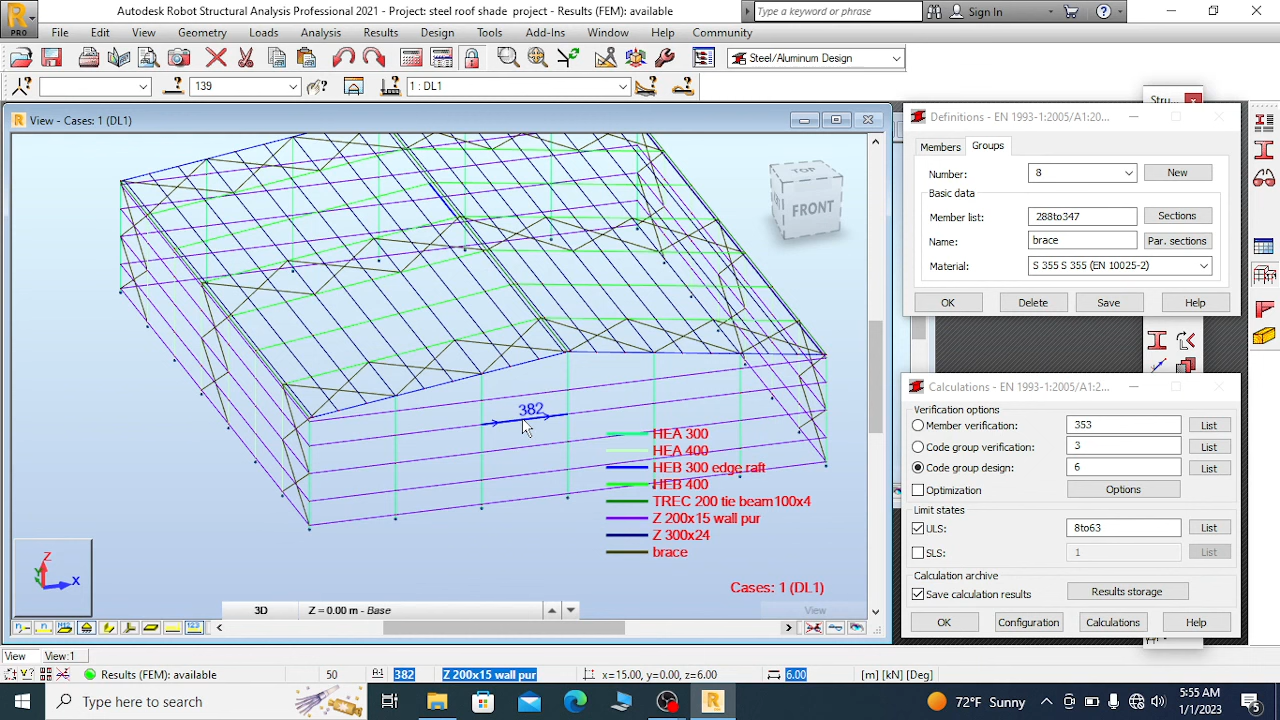 Autodesk Robot Structural Analysis Professional 2021 - Project: steel roof shade project - Results (FEM): available
Type a keyword or phrase
Sign In
PRO
File Edit View Geometry Loads Analysis Results Design Tools Add-Ins Window Help Community
Steel/Aluminum Design
139
1 : DL1
View - Cases: 1 (DL1)
TOP
FRONT
382
HEA 300
HEA 400
HEB 300 edge raft
HEB 400
TREC 200 tie beam100x4
Z 200x15 wall pur
Z 300x24
brace
Cases: 1 (DL1)
Z
X
3D
Z = 0.00 m - Base
View
Definitions - EN 1993-1:2005/A1:20...
Members Groups
Number: 8 New
Basic data
Member list: 288to347 Sections
Name: brace Par. sections
Material: S 355 S 355 (EN 10025-2)
OK Delete Save Help
Calculations - EN 1993-1:2005/A1:2...
Verification options
Member verification: 353 List
Code group verification: 3 List
Code group design: 6 List
Optimization Options
Limit states
ULS: 8to63 List
SLS: 1 List
Calculation archive
Save calculation results Results storage
OK Configuration Calculations Help
View View:1
Results (FEM): available 50 382 Z 200x15 wall pur x=15.00, y=0.00, z=6.00 6.00 [m] [kN] [Deg]
Type here to search
72°F Sunny
5:55 AM
1/1/2023
5